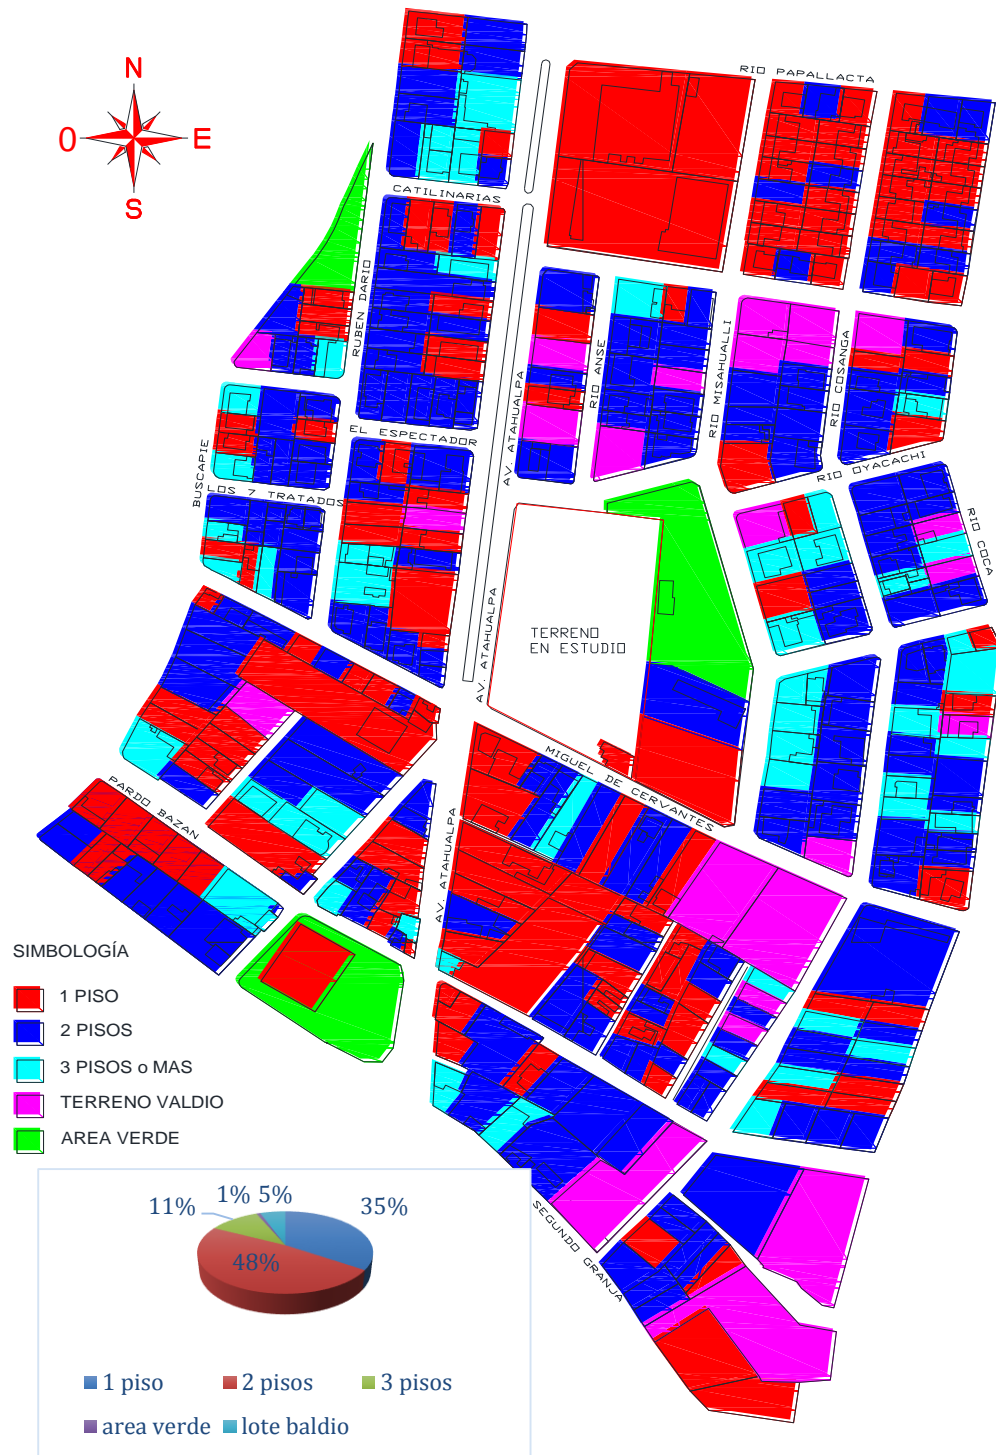 N
O
E
S
RIO PAPALLACTA
CATILINARIAS
RUBEN DARIO
AV. ATAHUALPA
RIO ANSE
RIO MISAHUALLI
RIO COSANGA
EL ESPECTADOR
RIO OYACACHI
BUSCAPIE
LOS 7 TRATADOS
RIO COCA
AV. ATAHUALPA
TERRENO
EN ESTUDIO
MIGUEL DE CERVANTES
PARDO BAZAN
AV. ATAHUALPA
SEGUNDO GRANJA
SIMBOLOGÍA
1 PISO
2 PISOS
3 PISOS o MAS
TERRENO VALDIO
AREA VERDE
11% 1% 5% 35%
48%
1 piso 2 pisos 3 pisos
area verde lote baldio